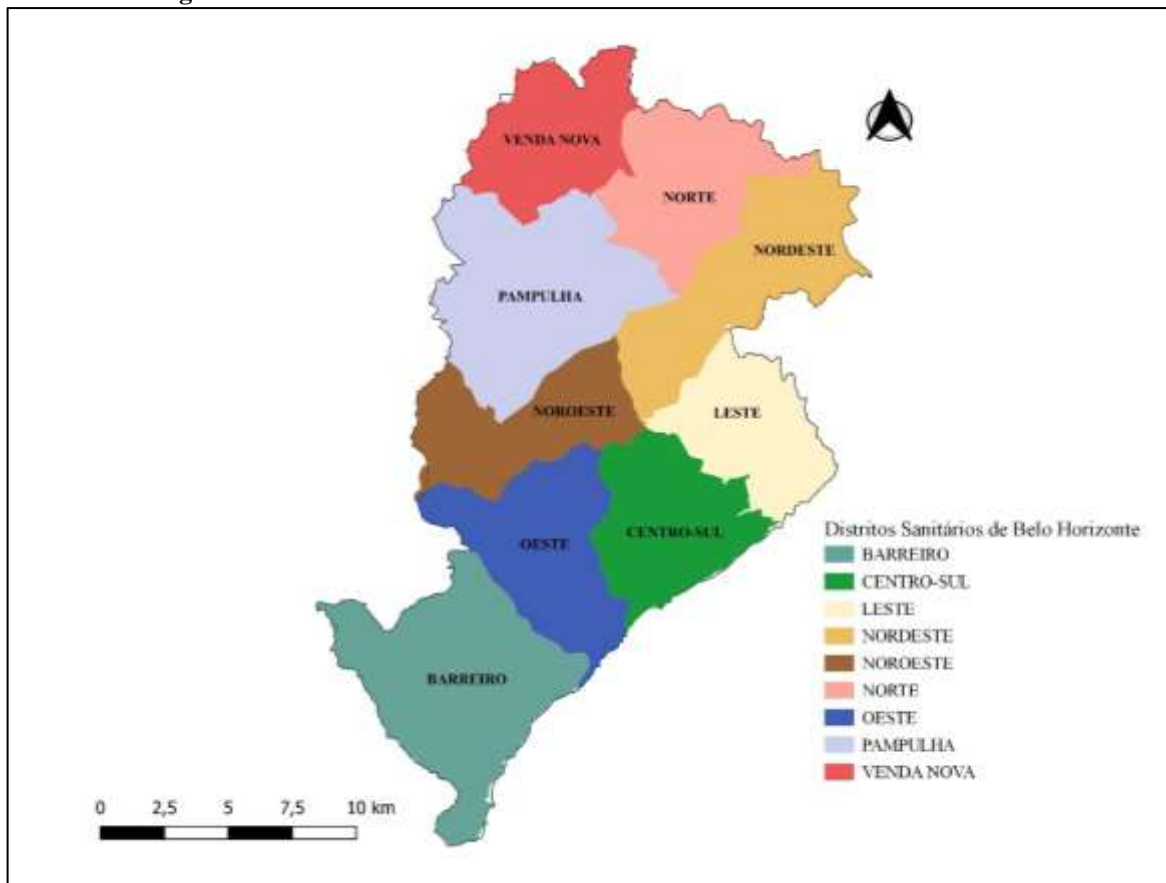 VENDA NOVA
NORTE
NORDESTE
PAMPULHA
NOROESTE
LESTE
CENTRO-SUL
OESTE
BARREIRO
Distritos Sanitários de Belo Horizonte
BARREIRO
CENTRO-SUL
LESTE
NORDESTE
NOROESTE
NORTE
OESTE
PAMPULHA
VENDA NOVA
0 2,5 5 7,5 10 km